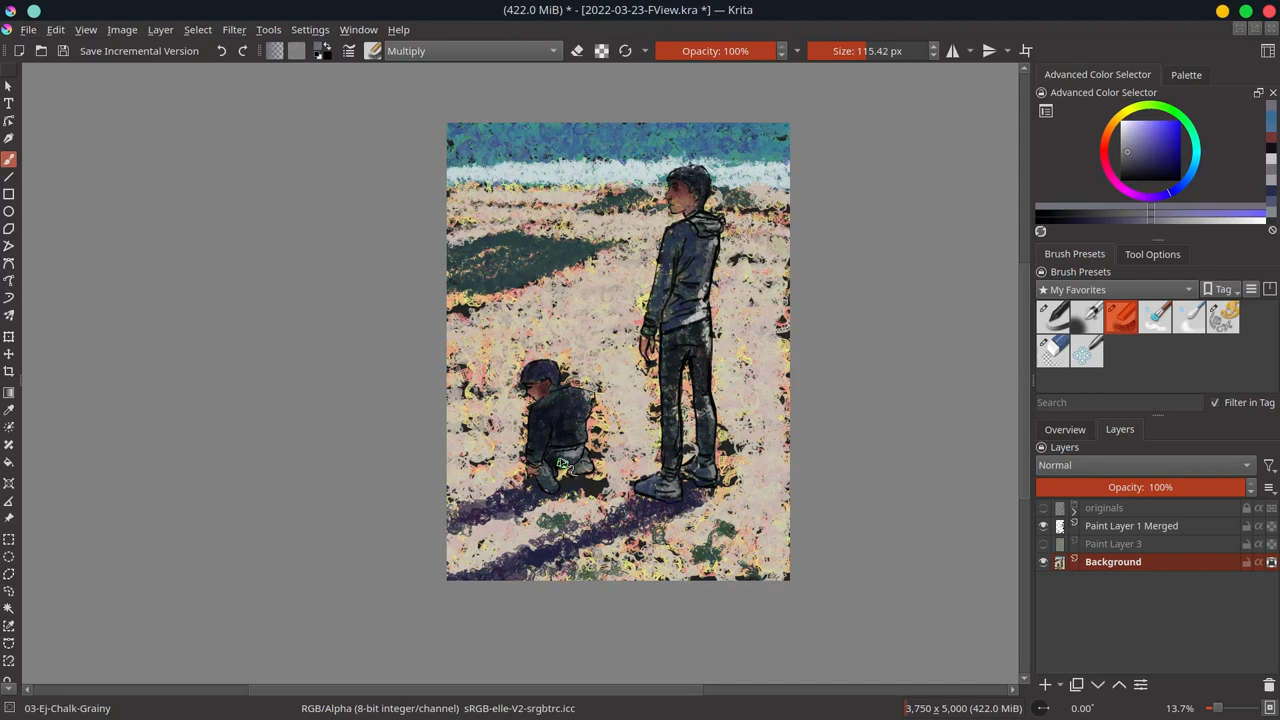 (422.0 MiB) * - [2022-03-23-FView.kra *] — Krita
File Edit View Image Filter Layer Select Tools Settings Window Help
Save Incremental Version Multiply Opacity: 100% Size: 115.42 px
Advanced Color Selector Palette
Advanced Color Selector
Brush Presets Tool Options
Brush Presets
★ My Favorites Tag
Search Filter in Tag
Overview Layers
Layers
Normal
Opacity: 100%
originals
Paint Layer 1 Merged
Paint Layer 3
Background
03-Ej-Chalk-Grainy RGB/Alpha (8-bit integer/channel) sRGB-elle-V2-srgbtrc.icc 3,750 x 5,000 (422.0 MiB) 0.00° 13.7%